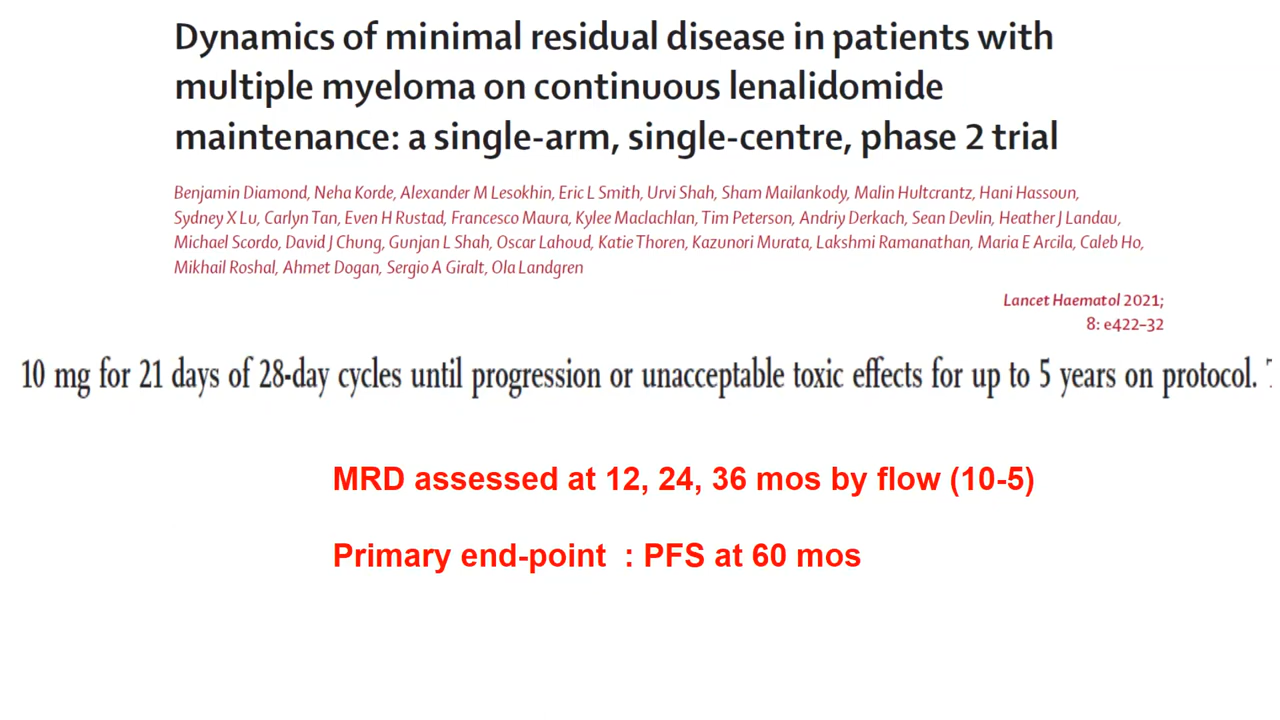 Dynamics of minimal residual disease in patients with
multiple myeloma on continuous lenalidomide
maintenance: a single-arm, single-centre, phase 2 trial
Benjamin Diamond, Neha Korde, Alexander M Lesokhin, Eric L Smith, Urvi Shah, Sham Mailankody, Malin Hultcrantz, Hani Hassoun,
Sydney X Lu, Carlyn Tan, Even H Rustad, Francesco Maura, Kylee Maclachlan, Tim Peterson, Andriy Derkach, Sean Devlin, Heather J Landau,
Michael Scordo, David J Chung, Gunjan L Shah, Oscar Lahoud, Katie Thoren, Kazunori Murata, Lakshmi Ramanathan, Maria E Arcila, Caleb Ho,
Mikhail Roshal, Ahmet Dogan, Sergio A Giralt, Ola Landgren
Lancet Haematol 2021;
8: e422–32
10 mg for 21 days of 28-day cycles until progression or unacceptable toxic effects for up to 5 years on protocol.
MRD assessed at 12, 24, 36 mos by flow (10-5)
Primary end-point : PFS at 60 mos